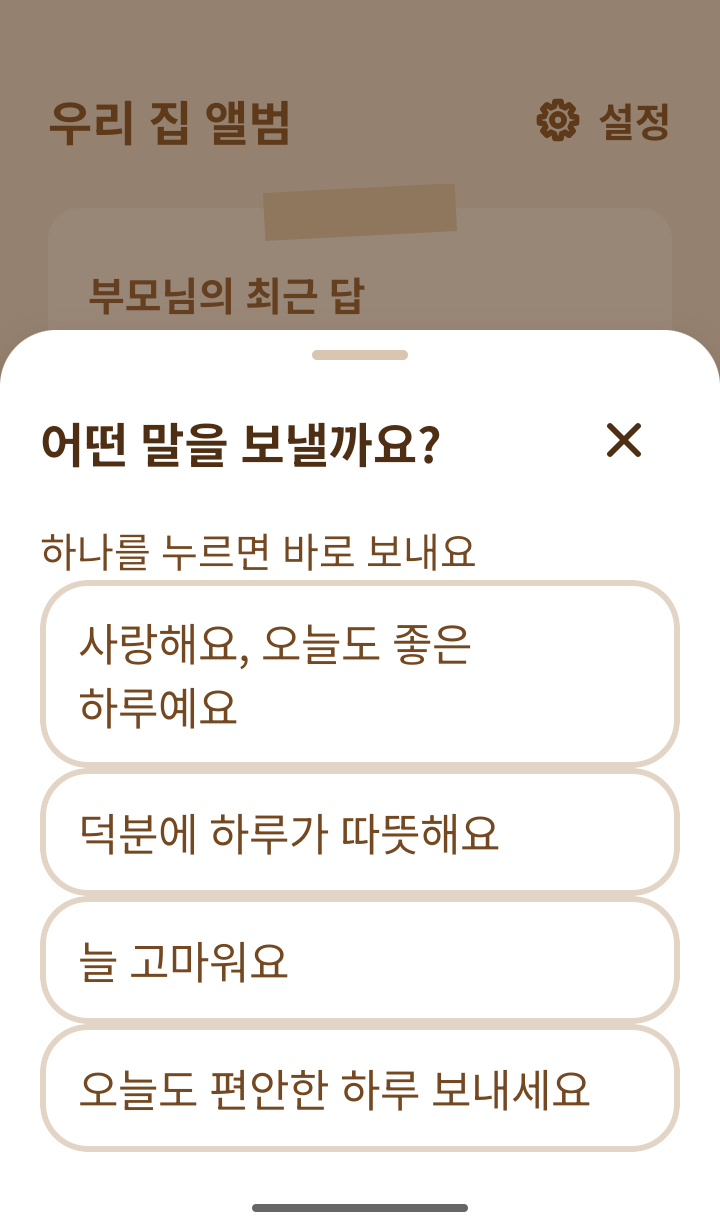 우리 집 앨범
설정
부모님의 최근 답
어떤 말을 보낼까요?
하나를 누르면 바로 보내요
사랑해요, 오늘도 좋은
하루예요
덕분에 하루가 따뜻해요
늘 고마워요
오늘도 편안한 하루 보내세요